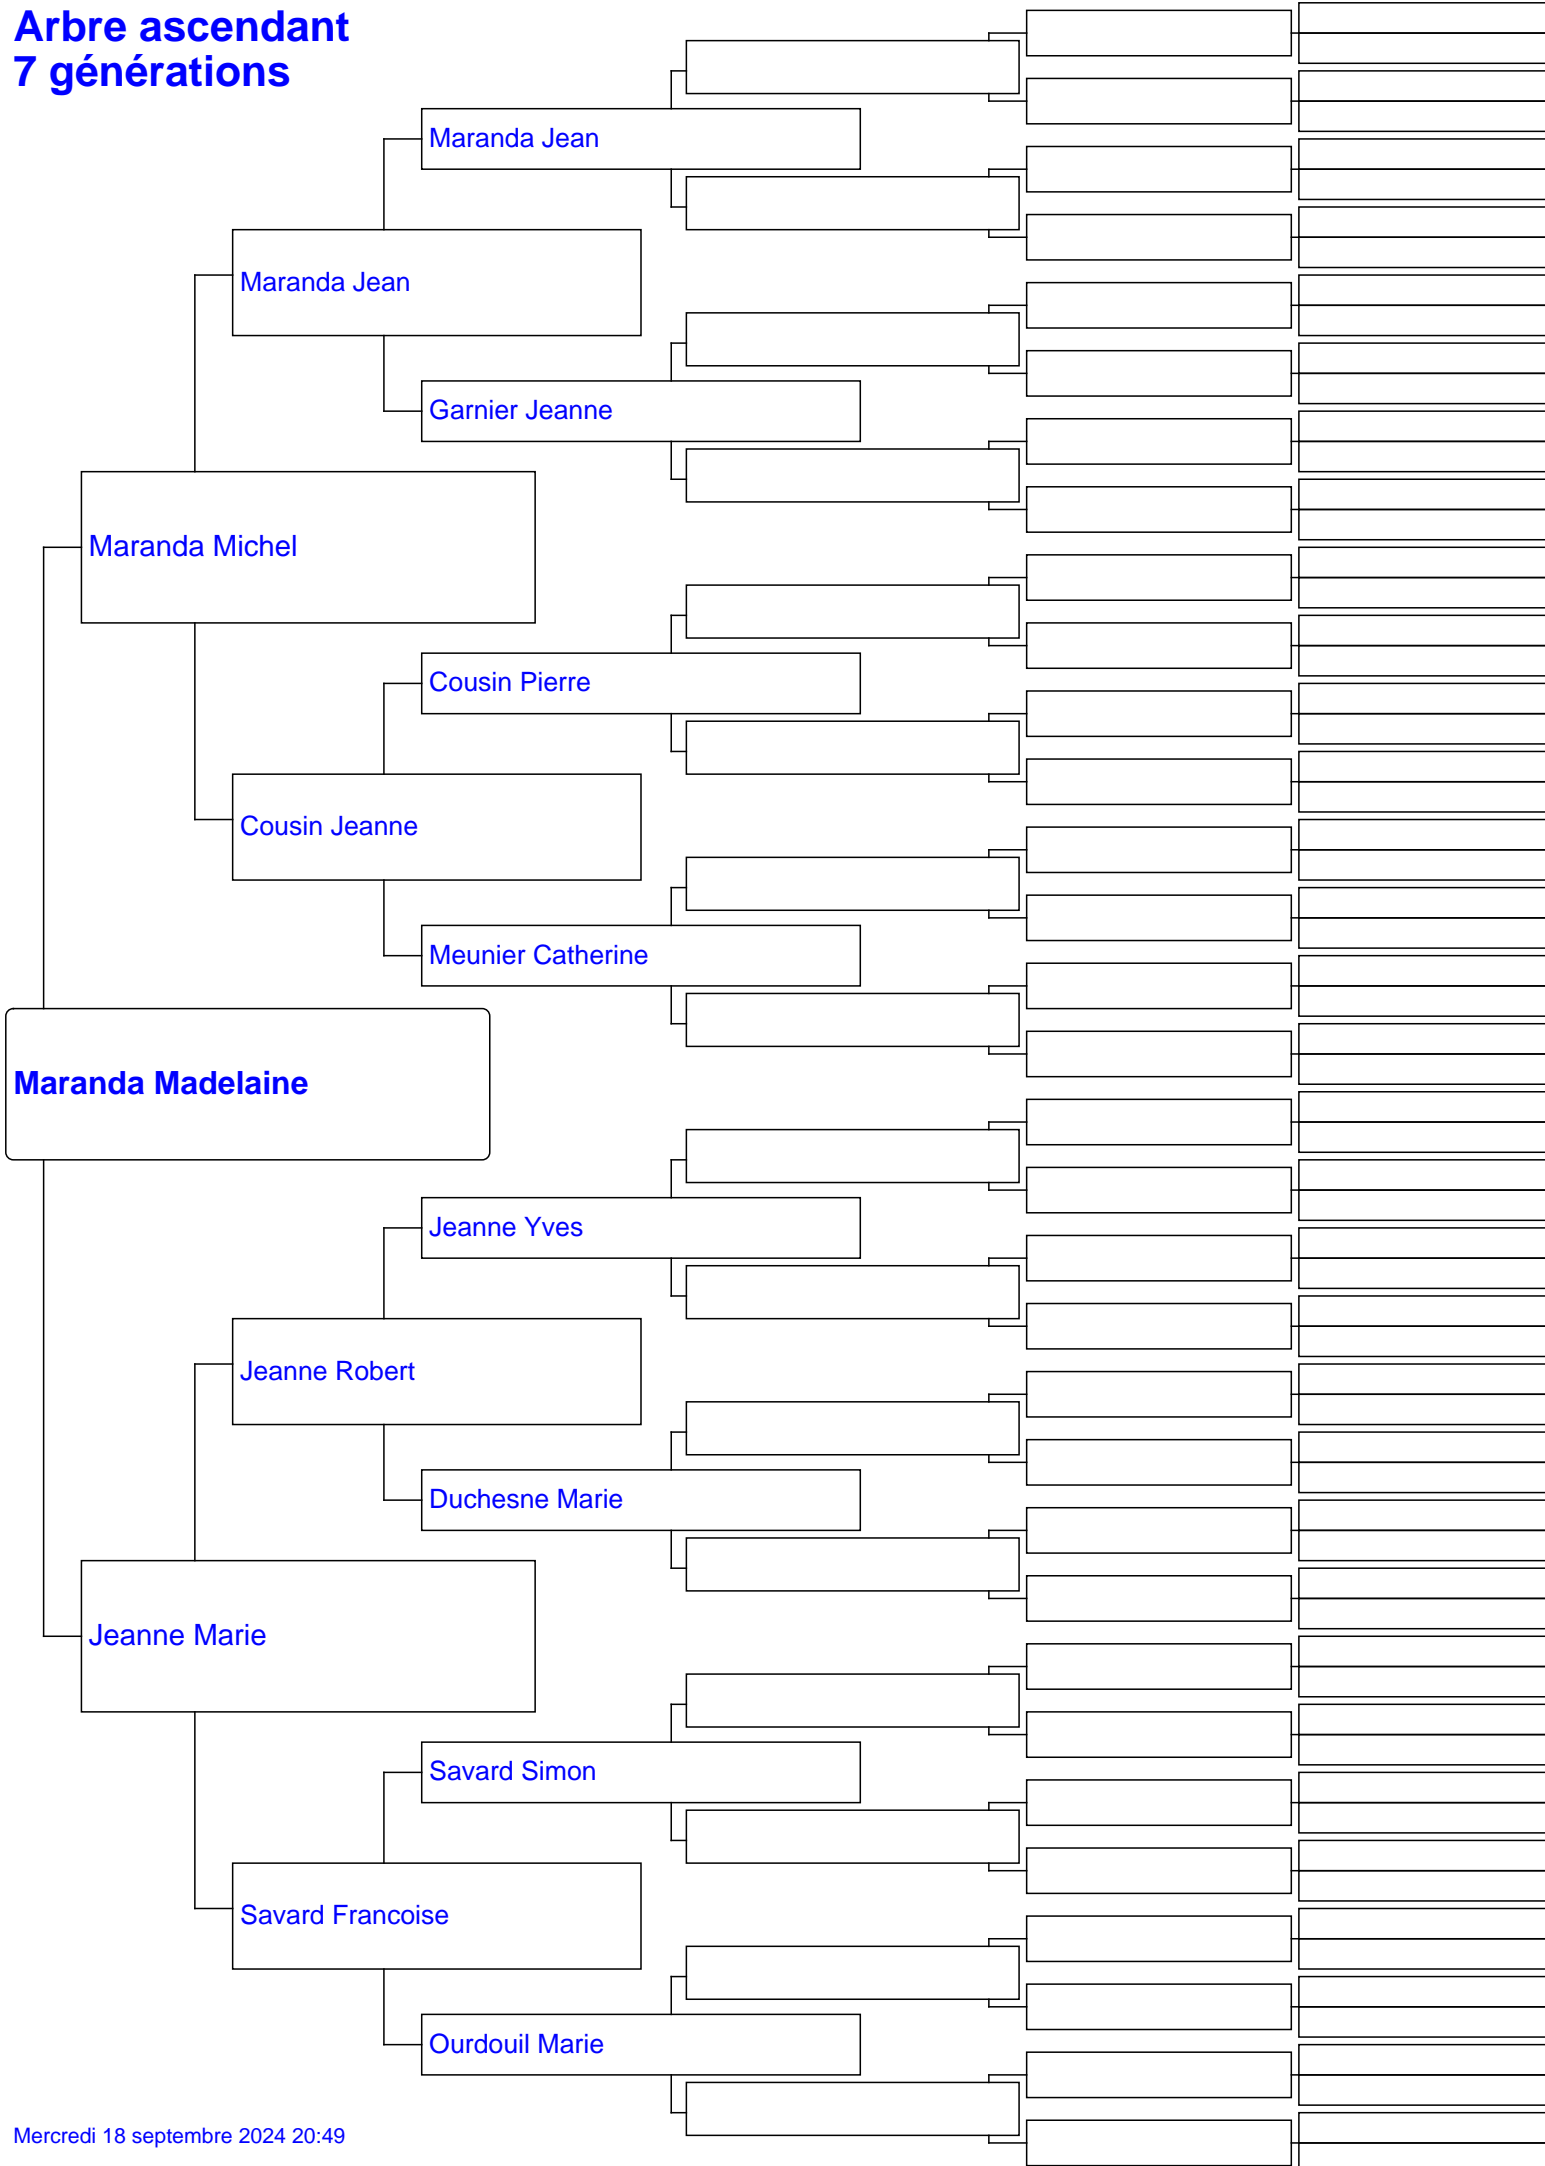 Arbre ascendant
7 générations
Maranda Jean
Maranda Jean
Garnier Jeanne
Maranda Michel
Cousin Pierre
Cousin Jeanne
Meunier Catherine
Maranda Madelaine
Jeanne Yves
Jeanne Robert
Duchesne Marie
Jeanne Marie
Savard Simon
Savard Francoise
Ourdouil Marie
Mercredi 18 septembre 2024 20:49